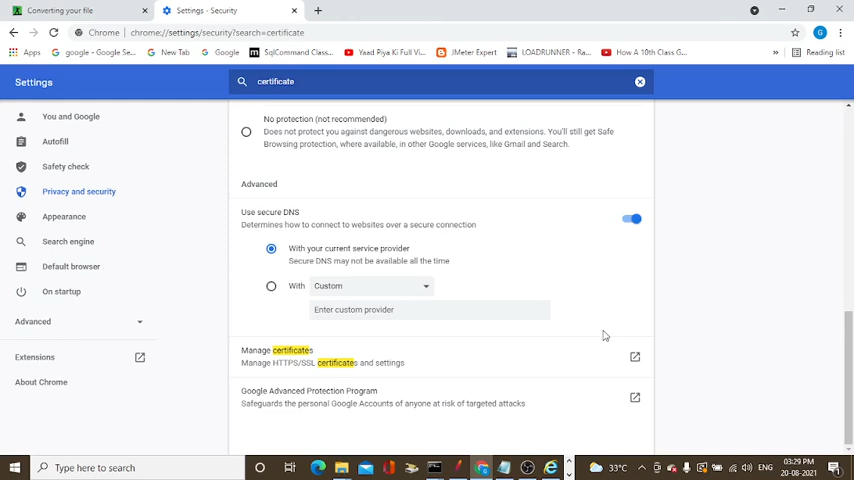 Converting your file
Settings - Security
Chrome | chrome://settings/security?search=certificate
Apps
google - Google Se...
New Tab
Google
SqlCommand Class...
Yaad Piya Ki Full Vi...
JMeter Expert
LOADRUNNER - Ra...
How A 10th Class G...
Reading list
Settings
certificate
You and Google
Autofill
Safety check
Privacy and security
Appearance
Search engine
Default browser
On startup
Advanced
Extensions
About Chrome
No protection (not recommended)
Does not protect you against dangerous websites, downloads, and extensions. You'll still get Safe
Browsing protection, where available, in other Google services, like Gmail and Search.
Advanced
Use secure DNS
Determines how to connect to websites over a secure connection
With your current service provider
Secure DNS may not be available all the time
With Custom
Enter custom provider
Manage certificates
Manage HTTPS/SSL certificates and settings
Google Advanced Protection Program
Safeguards the personal Google Accounts of anyone at risk of targeted attacks
Type here to search
33°C
ENG
03:29 PM
20-08-2021